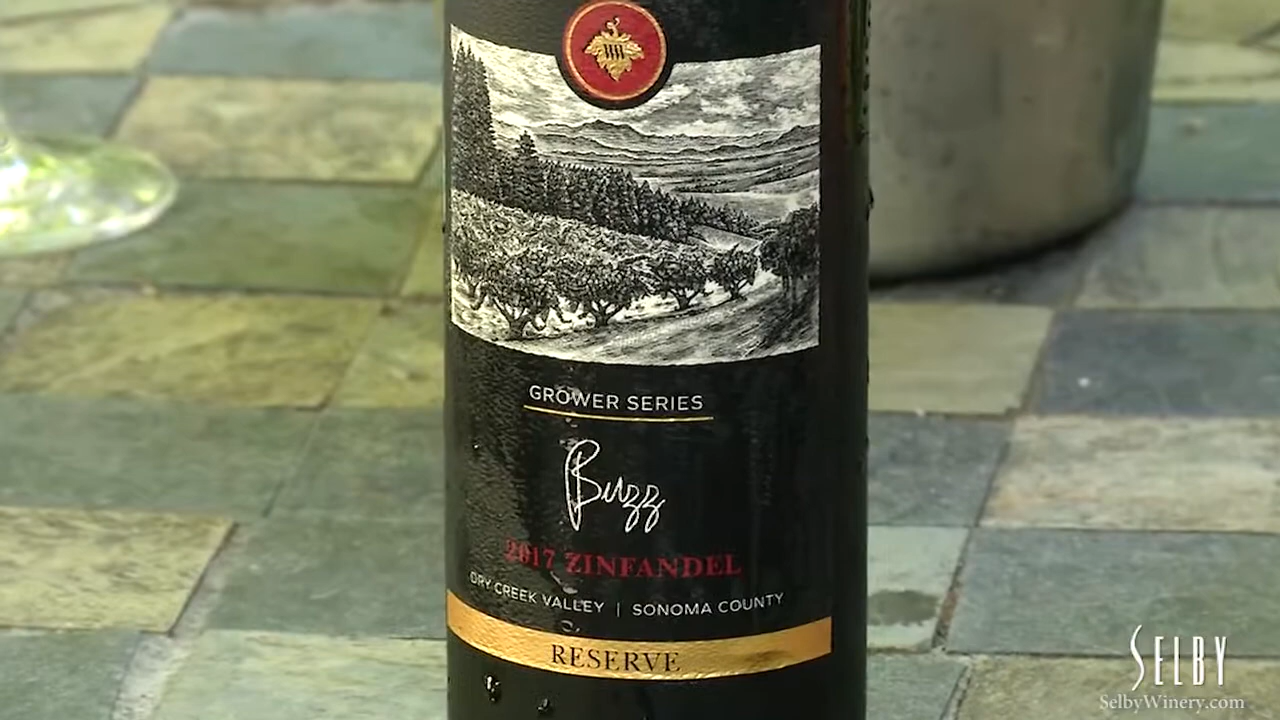 GROWER SERIES
Buzz
2017 ZINFANDEL
DRY CREEK VALLEY | SONOMA COUNTY
RESERVE
SELBY
SelbyWinery.com